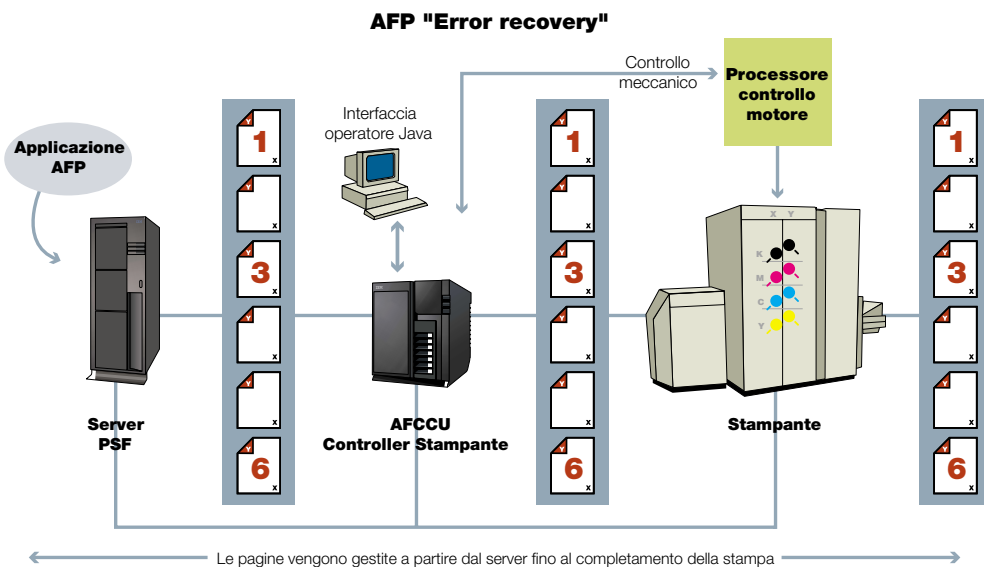 AFP "Error recovery"
Controllo
meccanico
Processore
controllo
motore
Interfaccia
operatore Java
Applicazione
AFP
Y
1
x
Y
x
Y
3
x
Y
x
Y
x
Y
6
x
Y
1
x
Y
x
Y
3
x
Y
x
Y
x
Y
6
x
X Y
K
M
C
Y
Y
1
x
Y
x
Y
3
x
Y
x
Y
x
Y
6
x
Server
PSF
AFCCU
Controller Stampante
Stampante
Le pagine vengono gestite a partire dal server fino al completamento della stampa